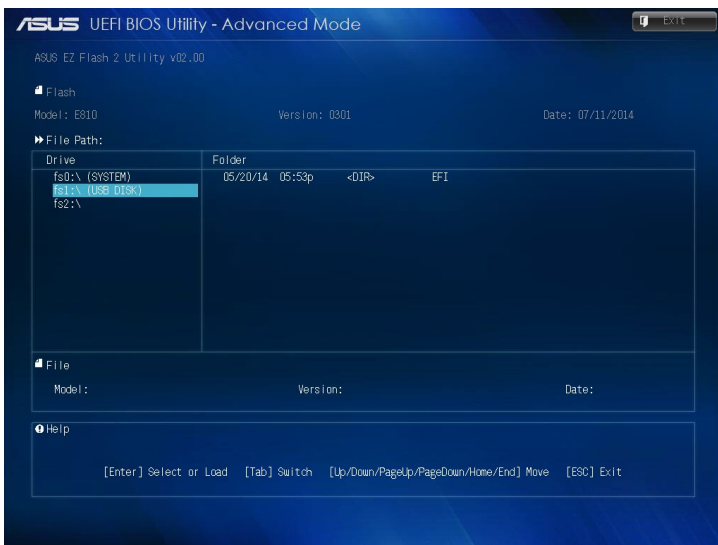 ASUS UEFI BIOS Utility - Advanced Mode
Exit
ASUS EZ Flash 2 Utility v02.00
Flash
Model: E810 Version: 0301 Date: 07/11/2014
File Path:
Drive Folder
fs0:\ (SYSTEM) 05/20/14 05:53p <DIR> EFI
fs1:\ (USB DISK)
fs2:\
File
Model: Version: Date:
Help
[Enter] Select or Load [Tab] Switch [Up/Down/PageUp/PageDown/Home/End] Move [ESC] Exit